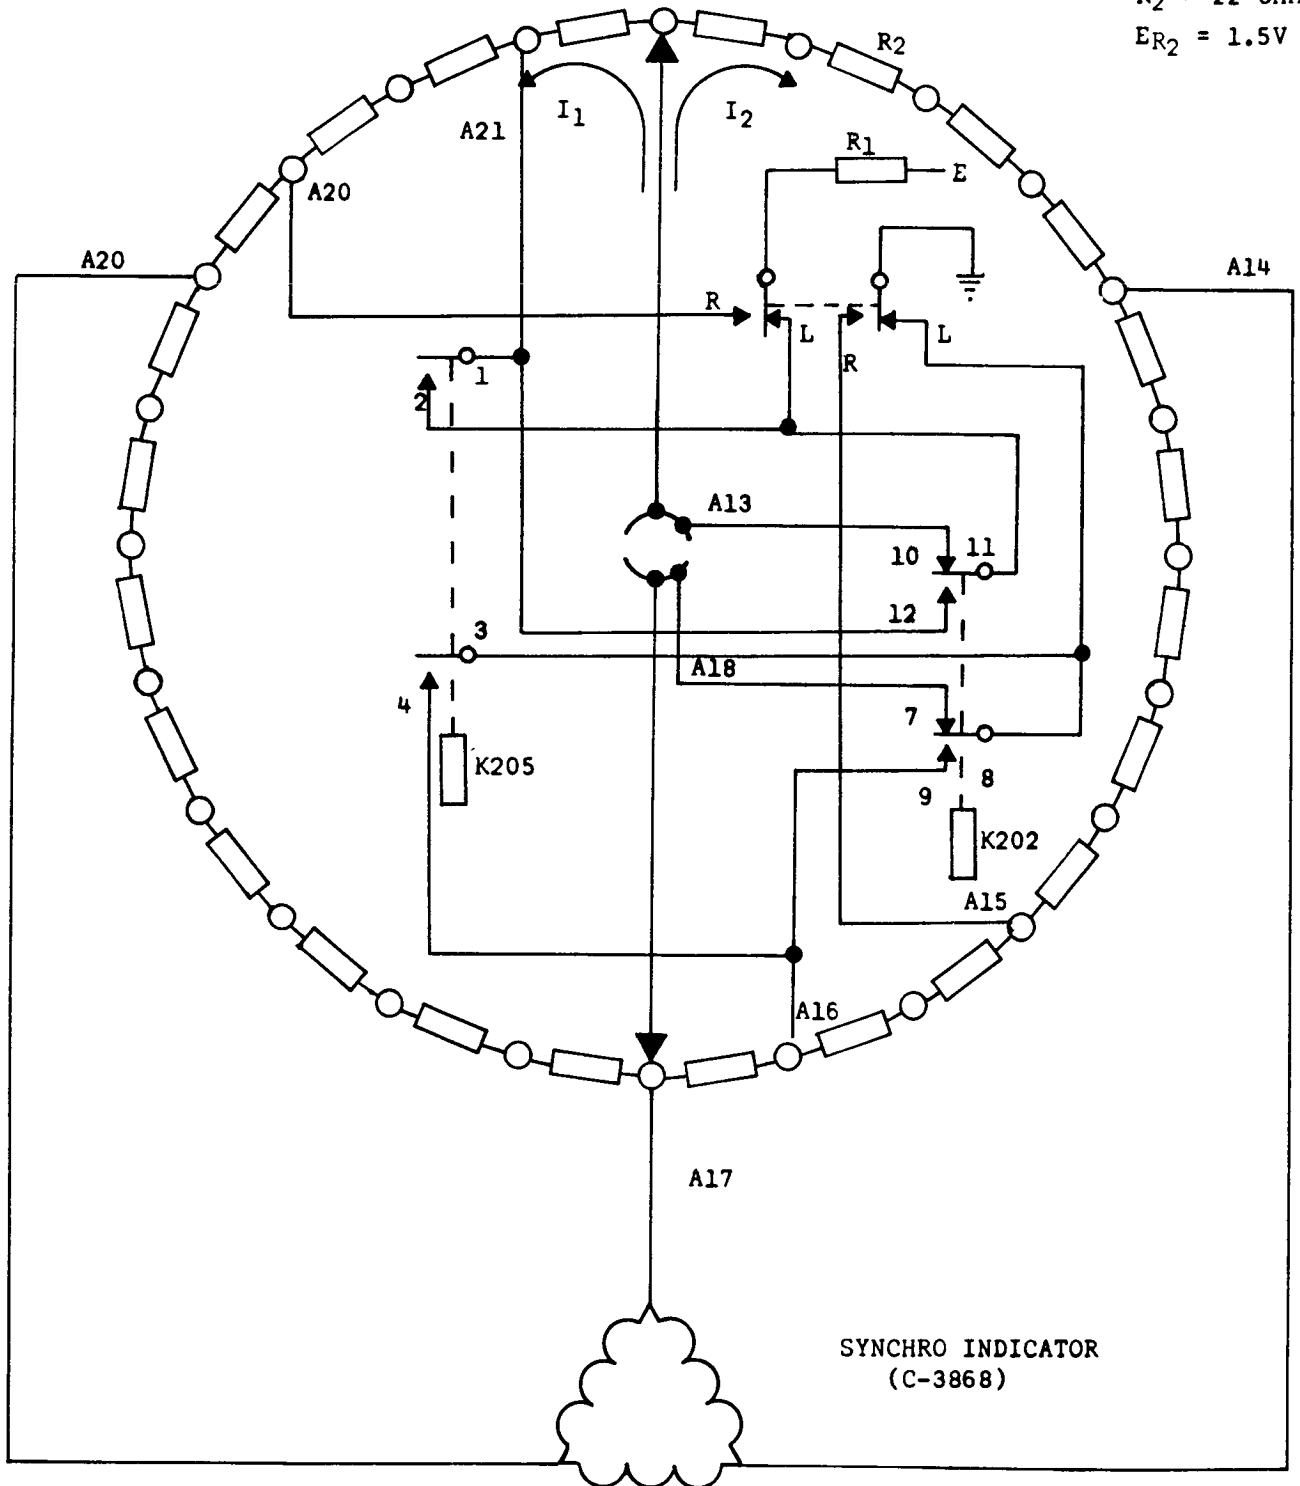 E_R2 = 1.5V
R2
I1
I2
A21
R1
E
A20
A20
A14
R
L
R
L
1
2
A13
10
11
12
3
A18
4
7
K205
8
9
K202
A15
A16
A17
SYNCHRO INDICATOR
(C-3868)